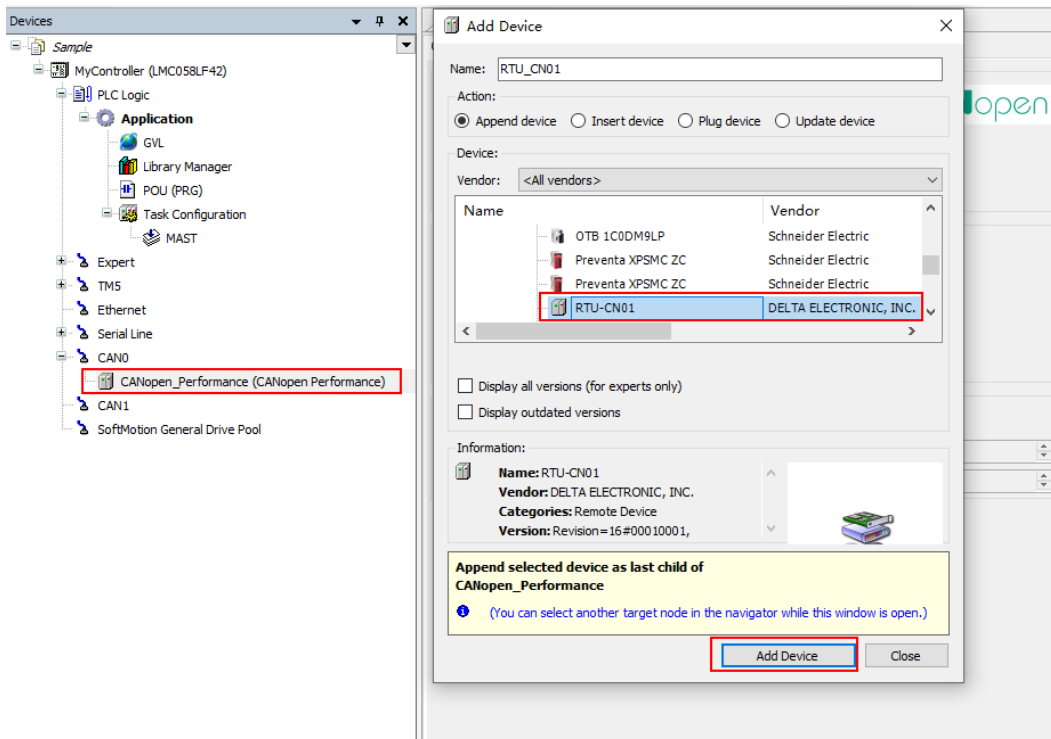 Devices
Sample
MyController (LMC058LF42)
PLC Logic
Application
GVL
Library Manager
POU (PRG)
Task Configuration
MAST
Expert
TM5
Ethernet
Serial Line
CAN0
CANopen_Performance (CANopen Performance)
CAN1
SoftMotion General Drive Pool
Add Device
Name: RTU_CN01
Action:
Append device Insert device Plug device Update device
Device:
Vendor: <All vendors>
Name Vendor
OTB 1C0DM9LP Schneider Electric
Preventa XPSMC ZC Schneider Electric
Preventa XPSMC ZC Schneider Electric
RTU-CN01 DELTA ELECTRONIC, INC.
Display all versions (for experts only)
Display outdated versions
Information:
Name: RTU-CN01
Vendor: DELTA ELECTRONIC, INC.
Categories: Remote Device
Version: Revision=16#00010001,
Append selected device as last child of
CANopen_Performance
(You can select another target node in the navigator while this window is open.)
Add Device Close
open